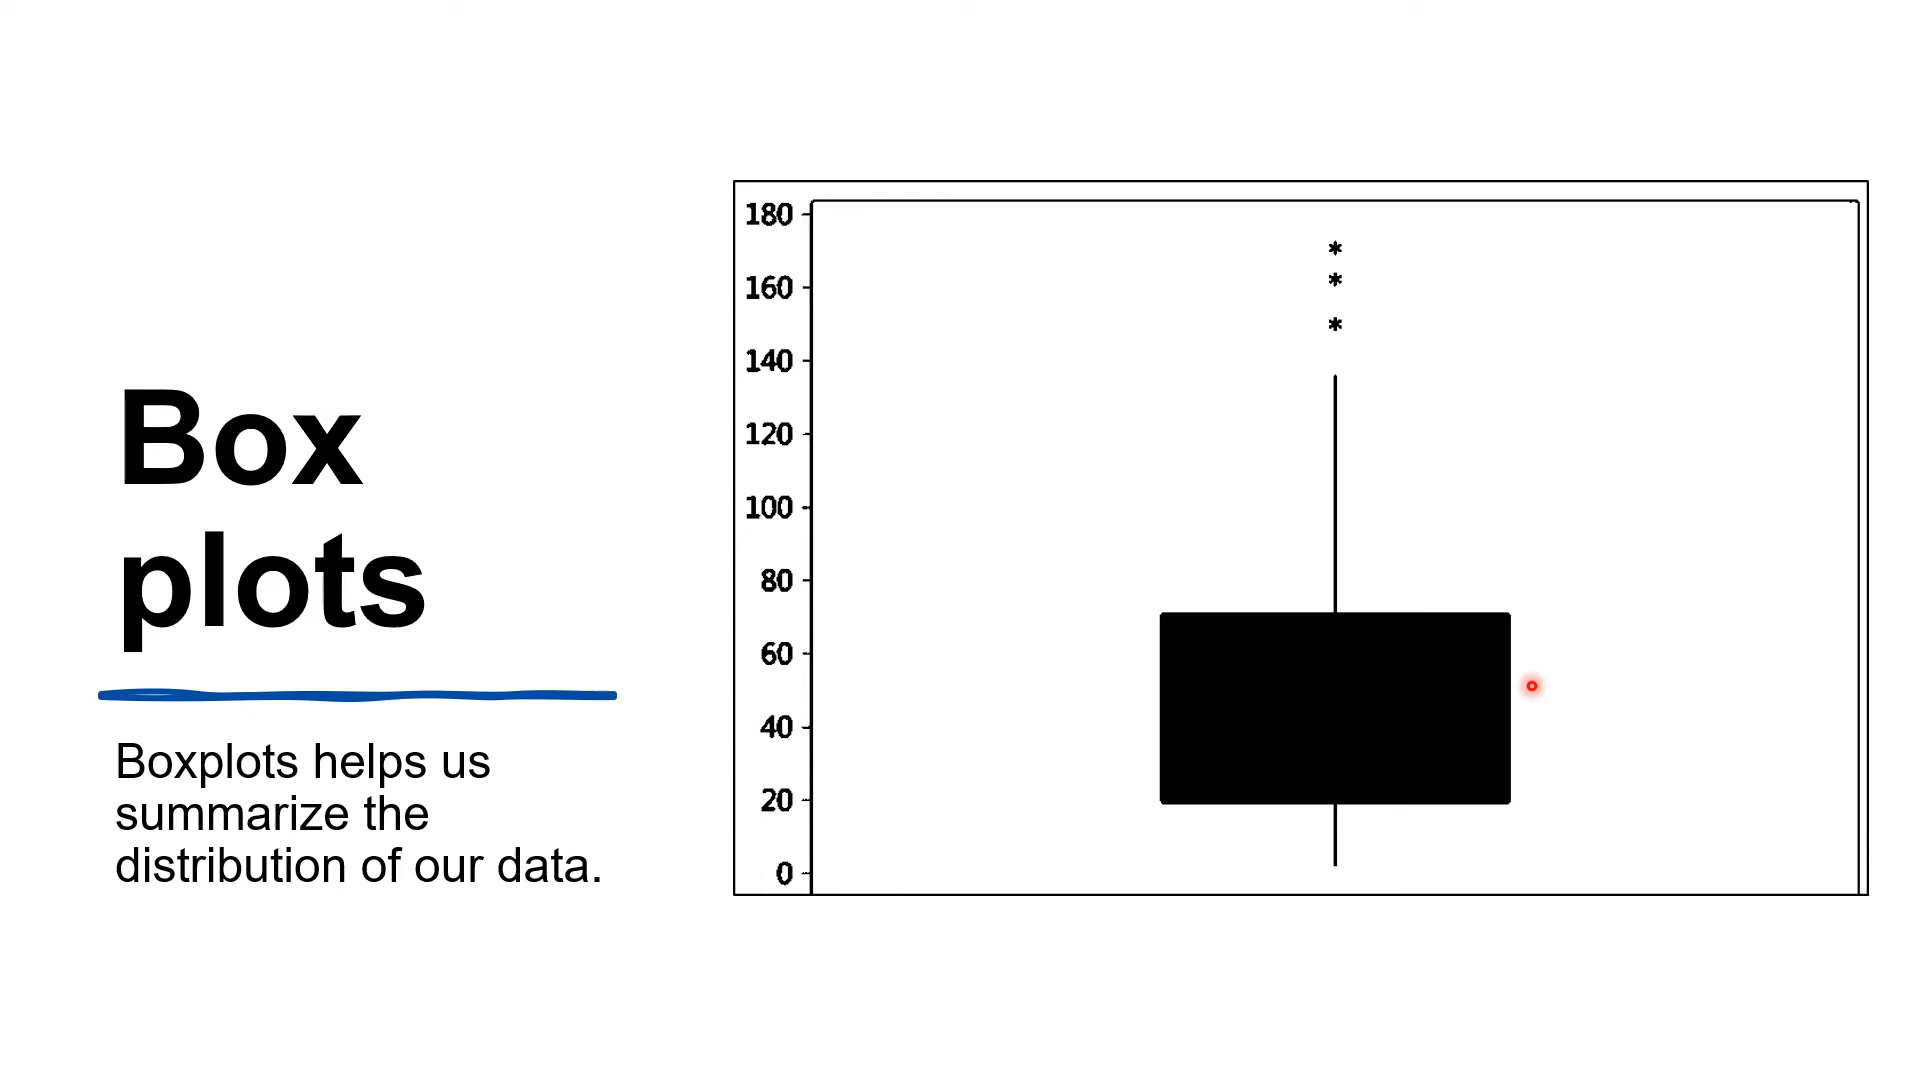 Box
plots
Boxplots helps us
summarize the
distribution of our data.
180
160
140
120
100
80
60
40
20
0